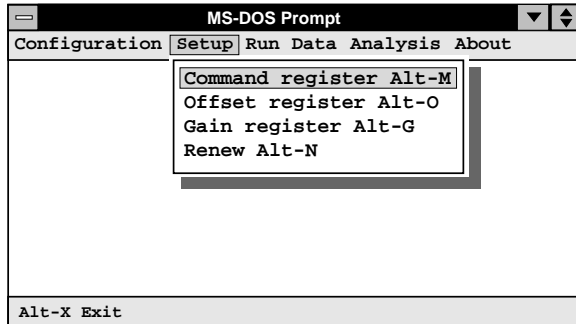 MS-DOS Prompt
Configuration Setup Run Data Analysis About
Command register Alt-M
Offset register Alt-O
Gain register Alt-G
Renew Alt-N
Alt-X Exit